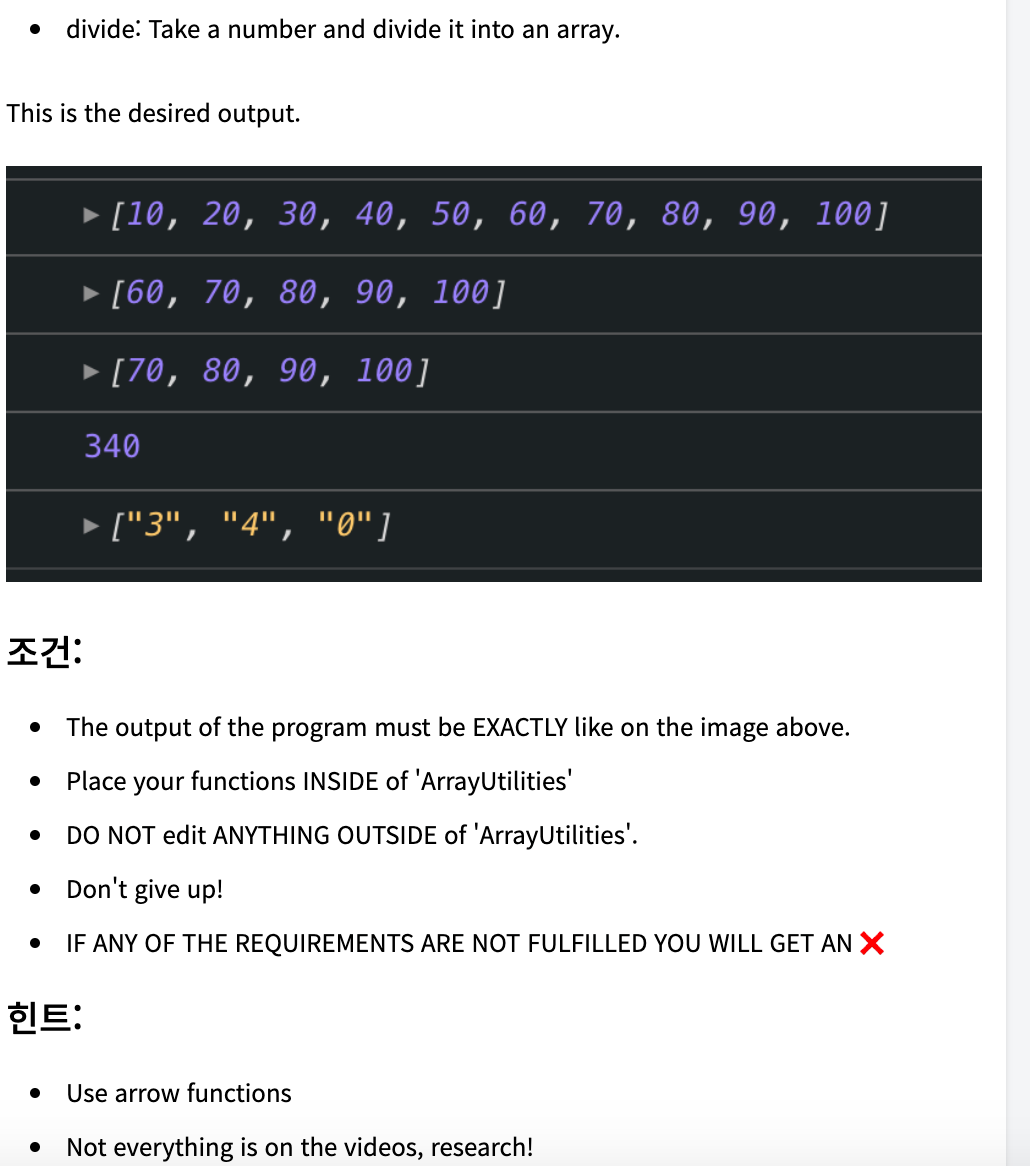 divide: Take a number and divide it into an array.
This is the desired output.
[10, 20, 30, 40, 50, 60, 70, 80, 90, 100]
[60, 70, 80, 90, 100]
[70, 80, 90, 100]
340
["3", "4", "0"]
조건:
The output of the program must be EXACTLY like on the image above.
Place your functions INSIDE of 'ArrayUtilities'
DO NOT edit ANYTHING OUTSIDE of 'ArrayUtilities'.
Don't give up!
IF ANY OF THE REQUIREMENTS ARE NOT FULFILLED YOU WILL GET AN ❌
힌트:
Use arrow functions
Not everything is on the videos, research!